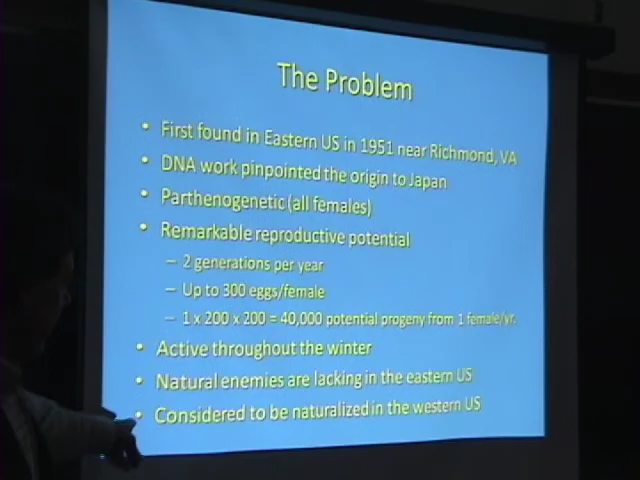 The Problem
• First found in Eastern US in 1951 near Richmond, VA
• DNA work pinpointed the origin to Japan
• Parthenogenetic (all females)
• Remarkable reproductive potential
– 2 generations per year
– Up to 300 eggs/female
– 1 x 200 x 200 = 40,000 potential progeny from 1 female/yr.
• Active throughout the winter
• Natural enemies are lacking in the eastern US
• Considered to be naturalized in the western US